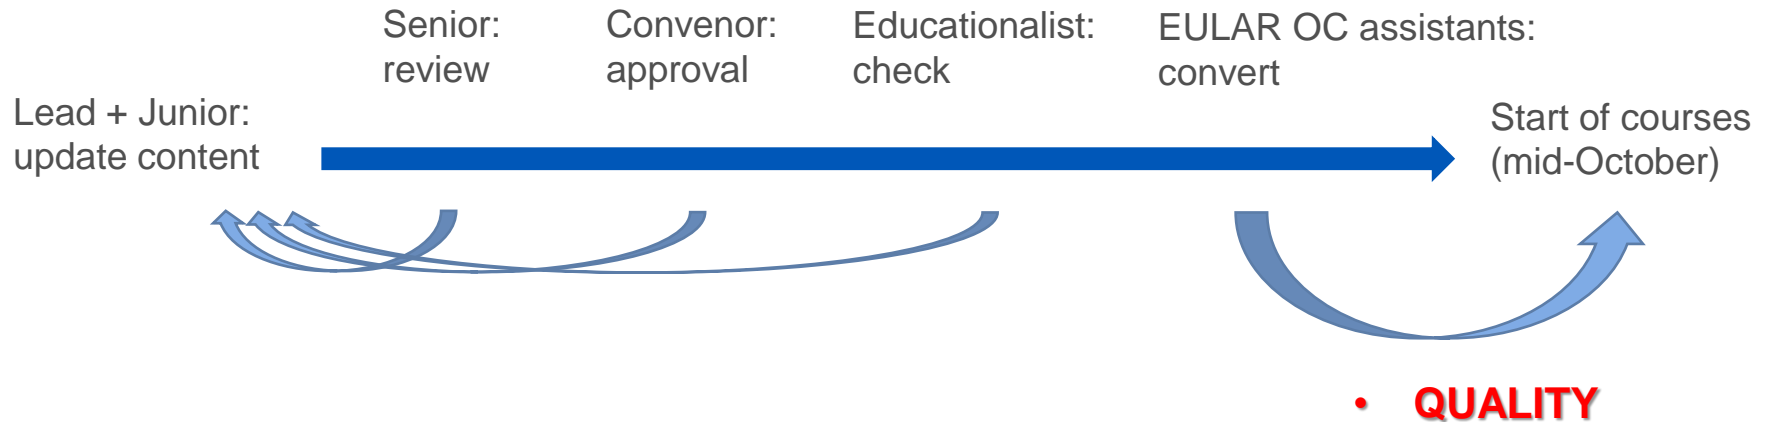 Senior:
review
Convenor:
approval
Educationalist:
check
EULAR OC assistants:
convert
Lead + Junior:
update content
Start of courses
(mid-October)
• QUALITY